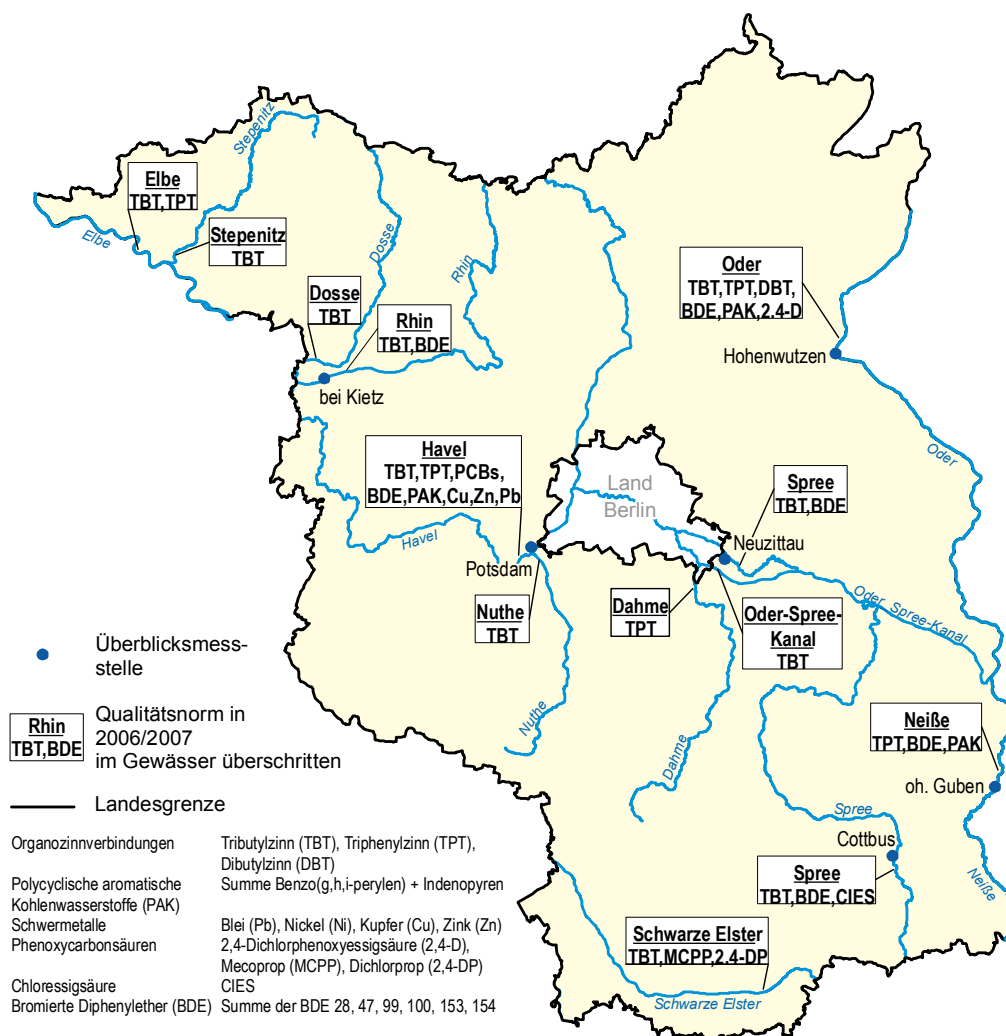 Stepenitz
Elbe
TBT,TPT
Elbe
Stepenitz
TBT
Dosse
Rhin
Dosse
TBT
Rhin
TBT,BDE
bei Kietz
Oder
TBT,TPT,DBT,
BDE,PAK,2.4-D
Hohenwutzen
Oder
Havel
TBT,TPT,PCBs,
BDE,PAK,Cu,Zn,Pb
Havel
Land
Berlin
Spree
TBT,BDE
Neuzittau
Potsdam
Nuthe
TBT
Dahme
TPT
Oder-Spree-
Kanal
TBT
Oder Spree-Kanal
Nuthe
Dahme
Neiße
TPT,BDE,PAK
oh. Guben
Spree
Cottbus
Spree
TBT,BDE,CIES
Neiße
Schwarze Elster
TBT,MCPP,2.4-DP
Schwarze Elster
Überblicksmess-
stelle
Rhin
TBT,BDE
Qualitätsnorm in
2006/2007
im Gewässer überschritten
Landesgrenze
Organozinnverbindungen Tributylzinn (TBT), Triphenylzinn (TPT),
Dibutylzinn (DBT)
Polycyclische aromatische Summe Benzo(g,h,i-perylen) + Indenopyren
Kohlenwasserstoffe (PAK)
Schwermetalle Blei (Pb), Nickel (Ni), Kupfer (Cu), Zink (Zn)
Phenoxycarbonsäuren 2,4-Dichlorphenoxyessigsäure (2,4-D),
Mecoprop (MCPP), Dichlorprop (2,4-DP)
Chloressigsäure CIES
Bromierte Diphenylether (BDE) Summe der BDE 28, 47, 99, 100, 153, 154